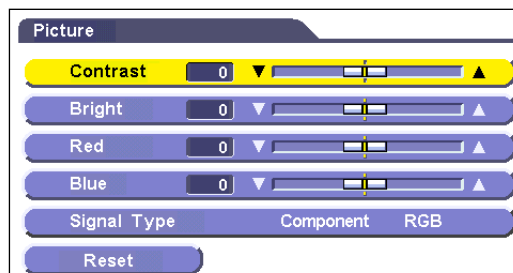 Picture
Contrast 0
Bright 0
Red 0
Blue 0
Signal Type Component RGB
Reset